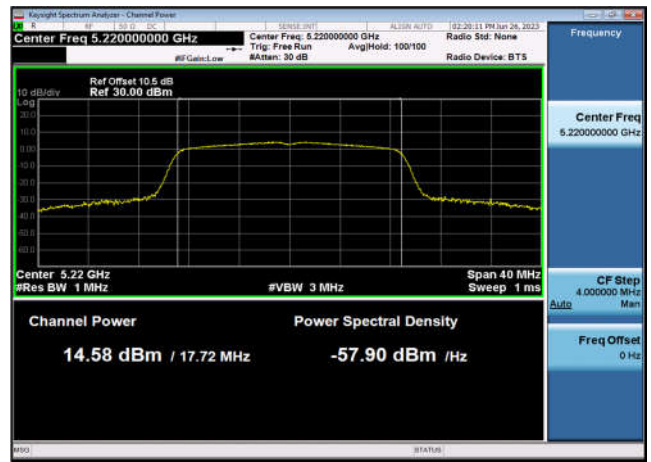 Keysight Spectrum Analyzer - Channel Power
R RF 50 Ω DC SENSE:INT ALIGN AUTO 02:20:11 PM Jun 26, 2023
Center Freq 5.220000000 GHz Center Freq: 5.220000000 GHz Radio Std: None Frequency
Trig: Free Run Avg|Hold: 100/100
#IFGain:Low #Atten: 30 dB Radio Device: BTS
Ref Offset 10.5 dB
10 dB/div Ref 30.00 dBm
Log
20.0
10.0
0.00
10.0
20.0
30.0
40.0
50.0
60.0
Center Freq
5.220000000 GHz
Center 5.22 GHz Span 40 MHz
#Res BW 1 MHz #VBW 3 MHz Sweep 1 ms
CF Step
4.000000 MHz
Auto Man
Channel Power Power Spectral Density
14.58 dBm / 17.72 MHz -57.90 dBm /Hz
Freq Offset
0 Hz
MSG STATUS